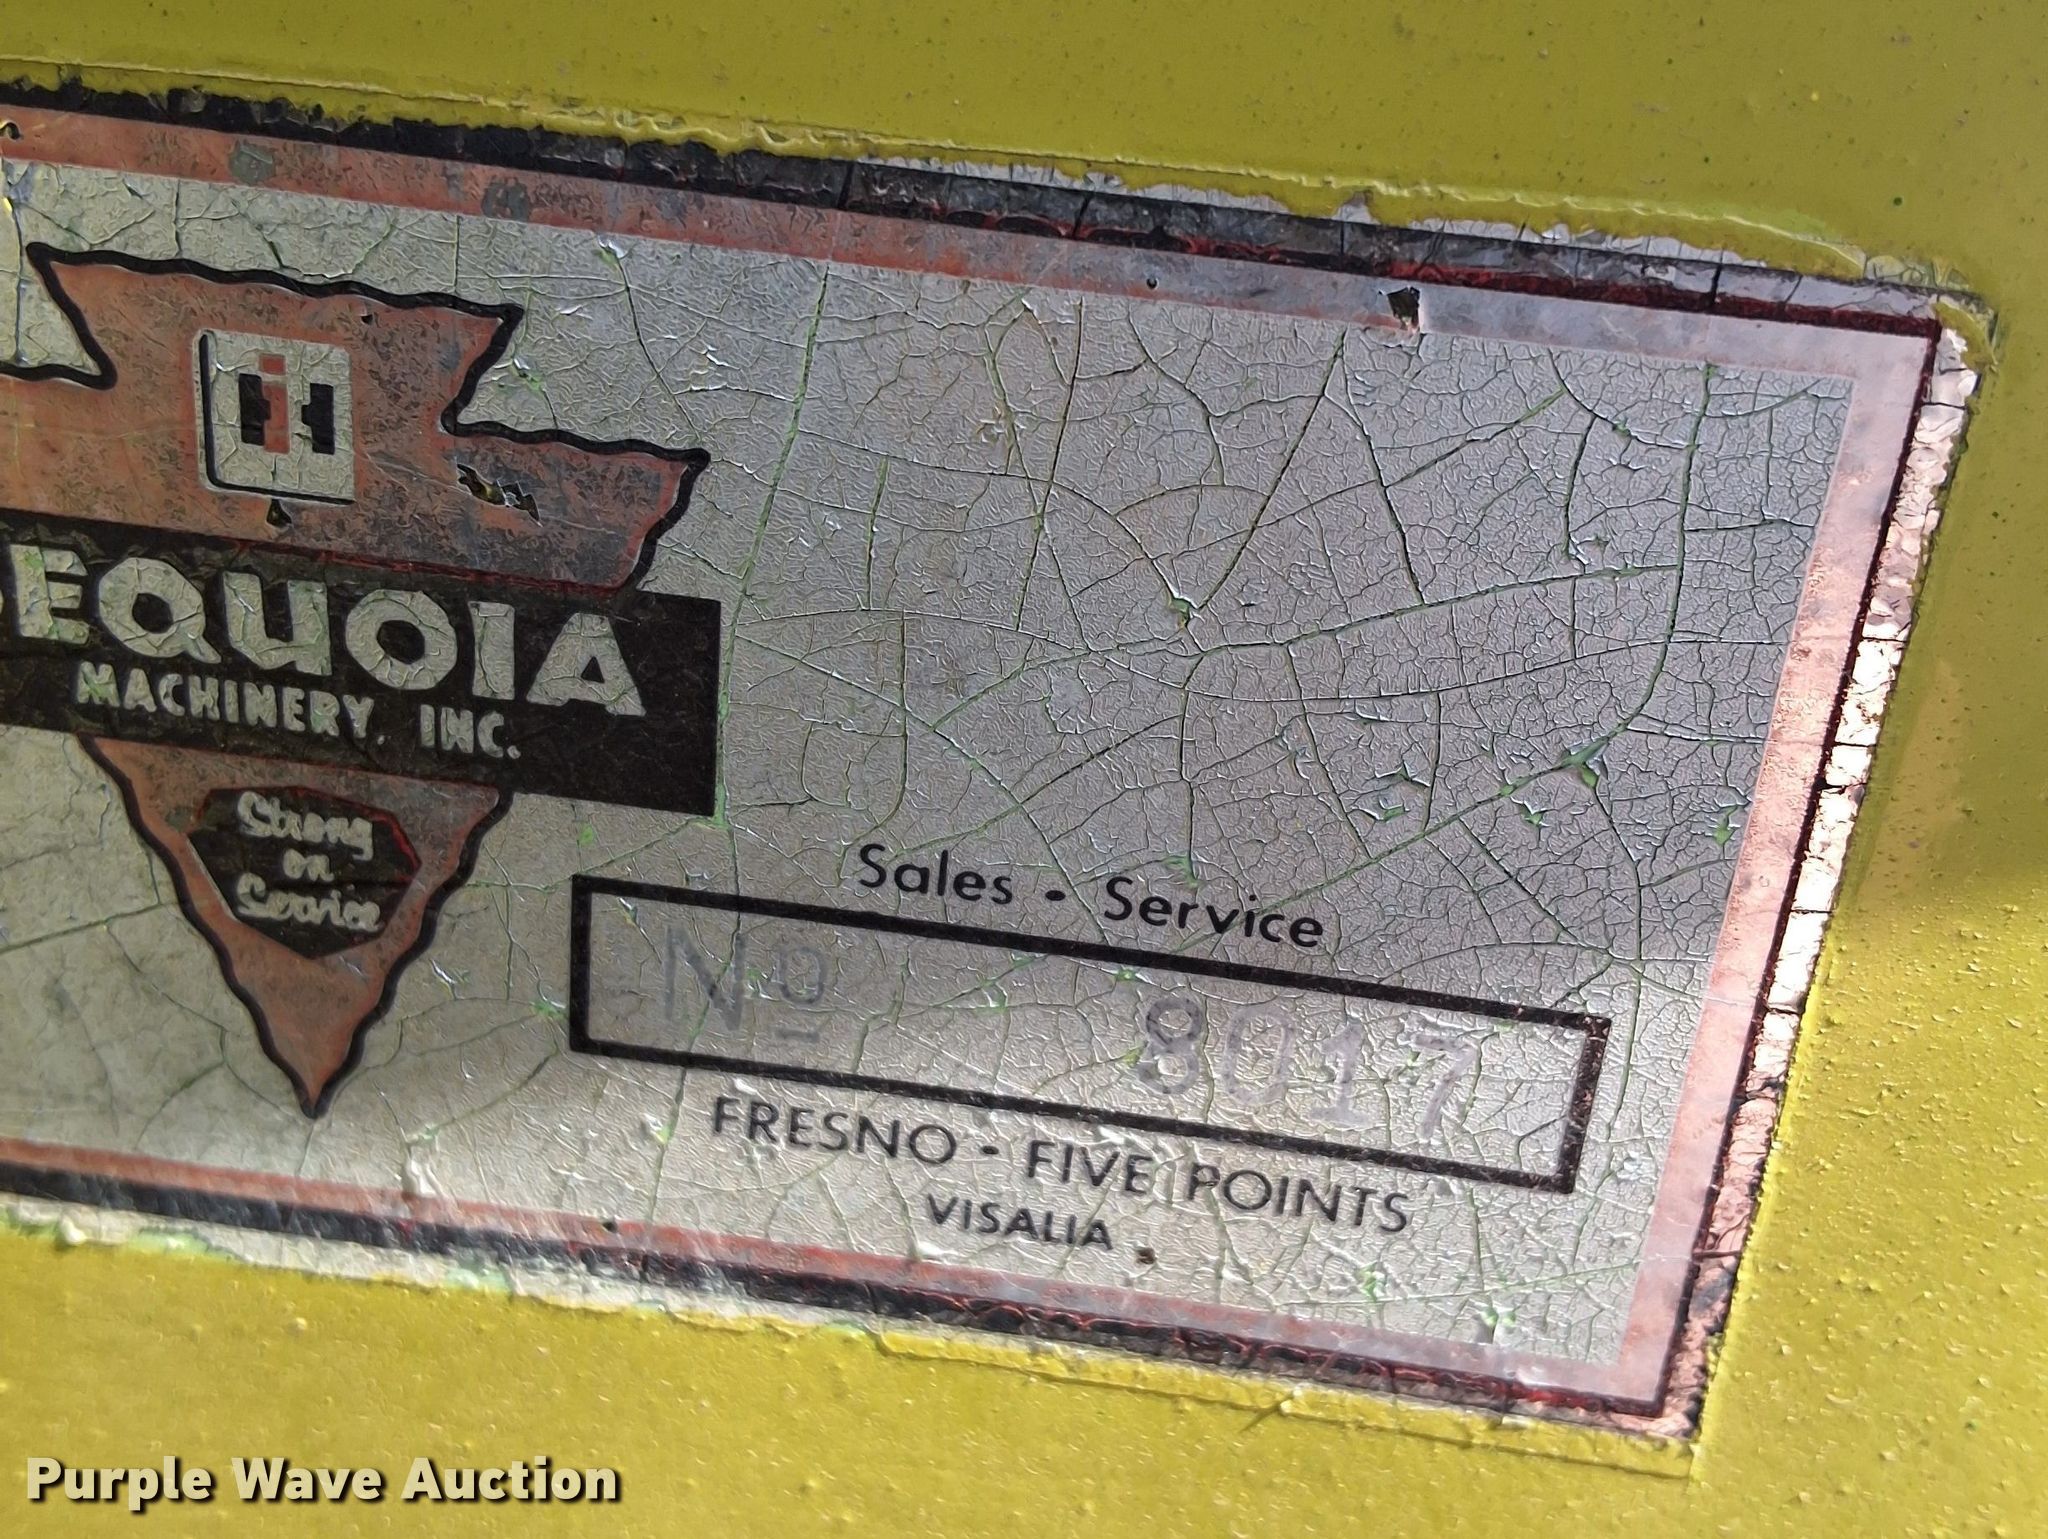 SEQUOIA
MACHINERY, INC.
Strong
on
Service
Sales • Service
Nº 8017
FRESNO • FIVE POINTS
VISALIA
Purple Wave Auction